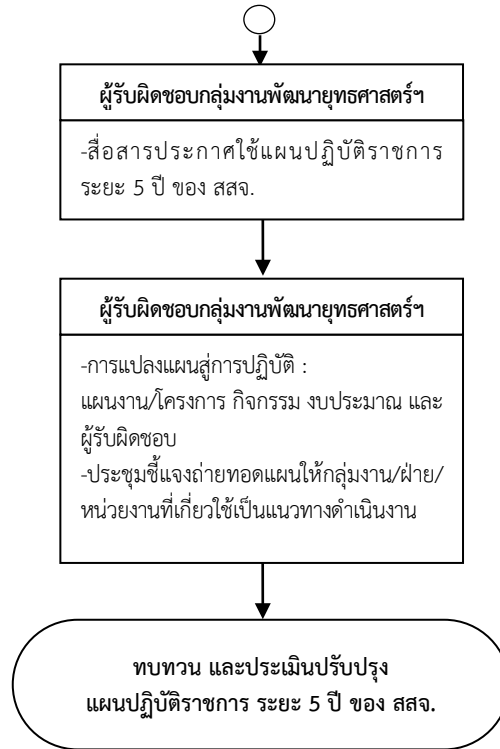 ผู้รับผิดชอบกลุ่มงานพัฒนายุทธศาสตร์ฯ
-สื่อสารประกาศใช้แผนปฏิบัติราชการ
ระยะ 5 ปี ของ สสจ.
ผู้รับผิดชอบกลุ่มงานพัฒนายุทธศาสตร์ฯ
-การแปลงแผนสู่การปฏิบัติ :
แผนงาน/โครงการ กิจกรรม งบประมาณ และ
ผู้รับผิดชอบ
-ประชุมชี้แจงถ่ายทอดแผนให้กลุ่มงาน/ฝ่าย/
หน่วยงานที่เกี่ยวใช้เป็นแนวทางดำเนินงาน
ทบทวน และประเมินปรับปรุง
แผนปฏิบัติราชการ ระยะ 5 ปี ของ สสจ.